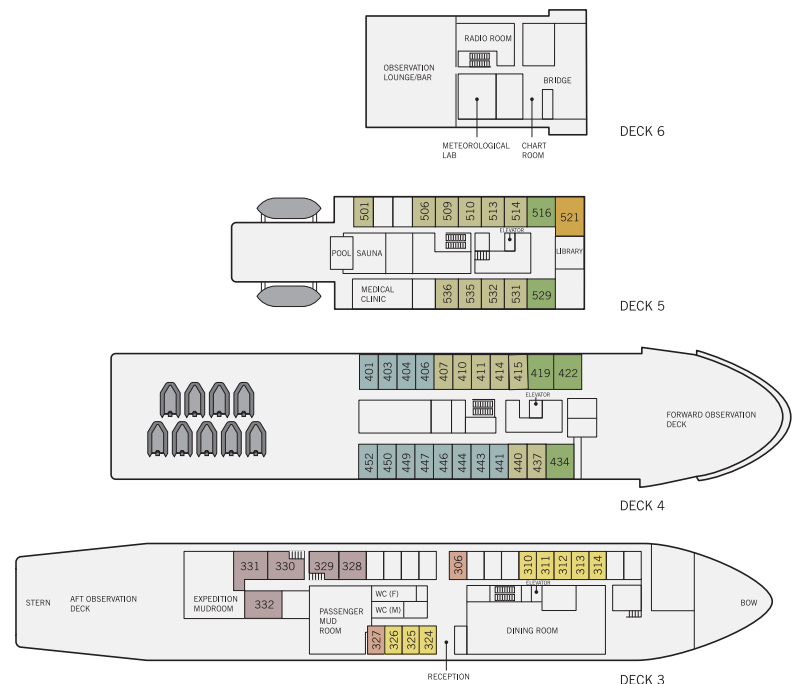 RADIO ROOM
OBSERVATION
LOUNGE/BAR
BRIDGE
METEOROLOGICAL
LAB
CHART
ROOM
DECK 6
501
506
509
510
513
514
516
521
ELEVATOR
POOL
SAUNA
LIBRARY
MEDICAL
CLINIC
536
535
532
531
529
DECK 5
401
403
404
406
407
410
411
414
415
419
422
ELEVATOR
FORWARD OBSERVATION
DECK
452
450
449
447
446
444
443
441
440
437
434
DECK 4
331
330
329
328
306
310
311
312
313
314
ELEVATOR
STERN
AFT OBSERVATION
DECK
EXPEDITION
MUDROOM
332
PASSENGER
MUD
ROOM
WC (F)
WC (M)
327
326
325
324
DINING ROOM
BOW
RECEPTION
DECK 3